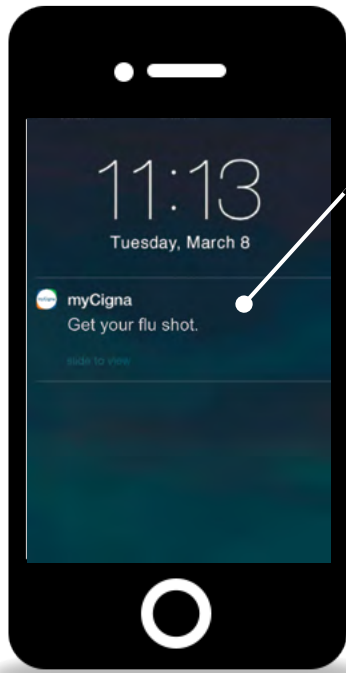 11:13
Tuesday, March 8
myCigna
Get your flu shot.
slide to view